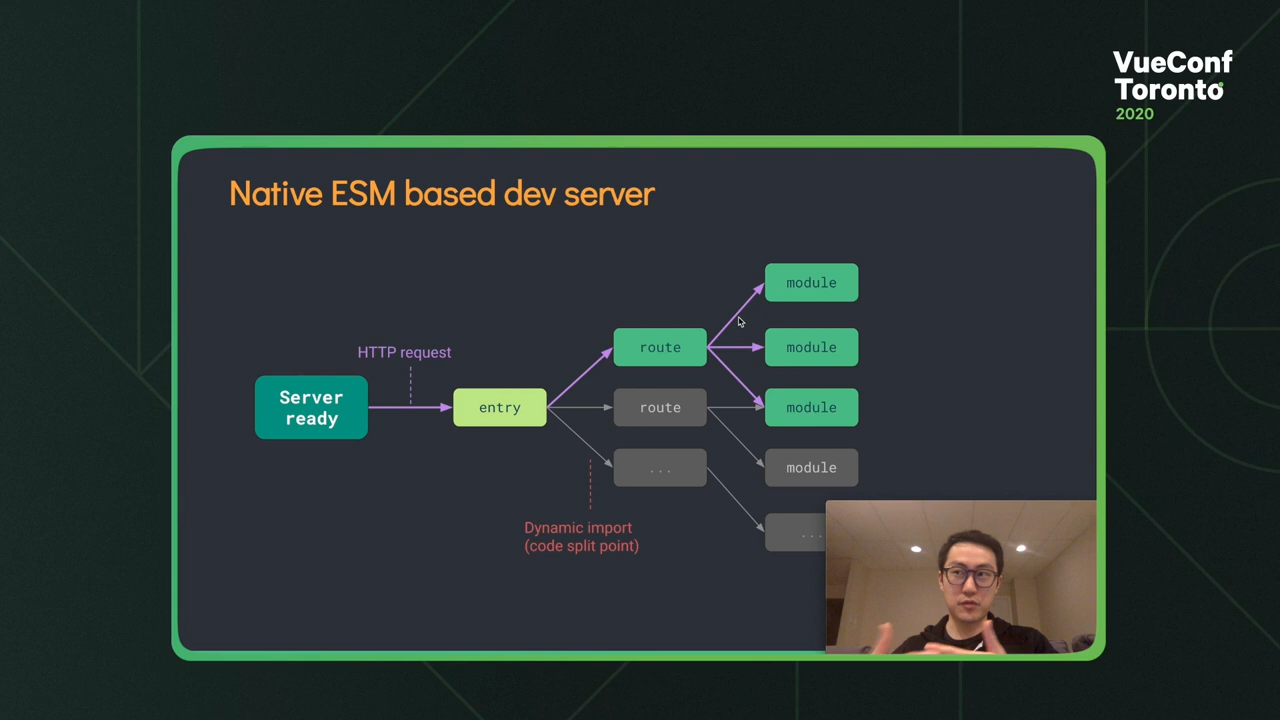 VueConf
Toronto
2020
Native ESM based dev server
module
HTTP request
route
module
Server
ready
entry
route
module
...
module
Dynamic import
(code split point)
...